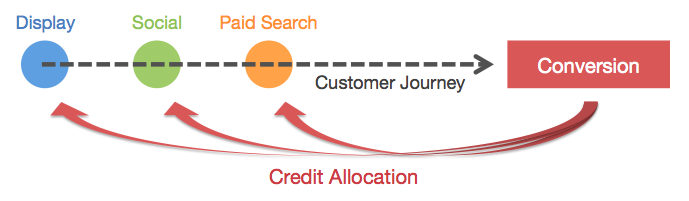 Display
Social
Paid Search
Customer Journey
Conversion
Credit Allocation